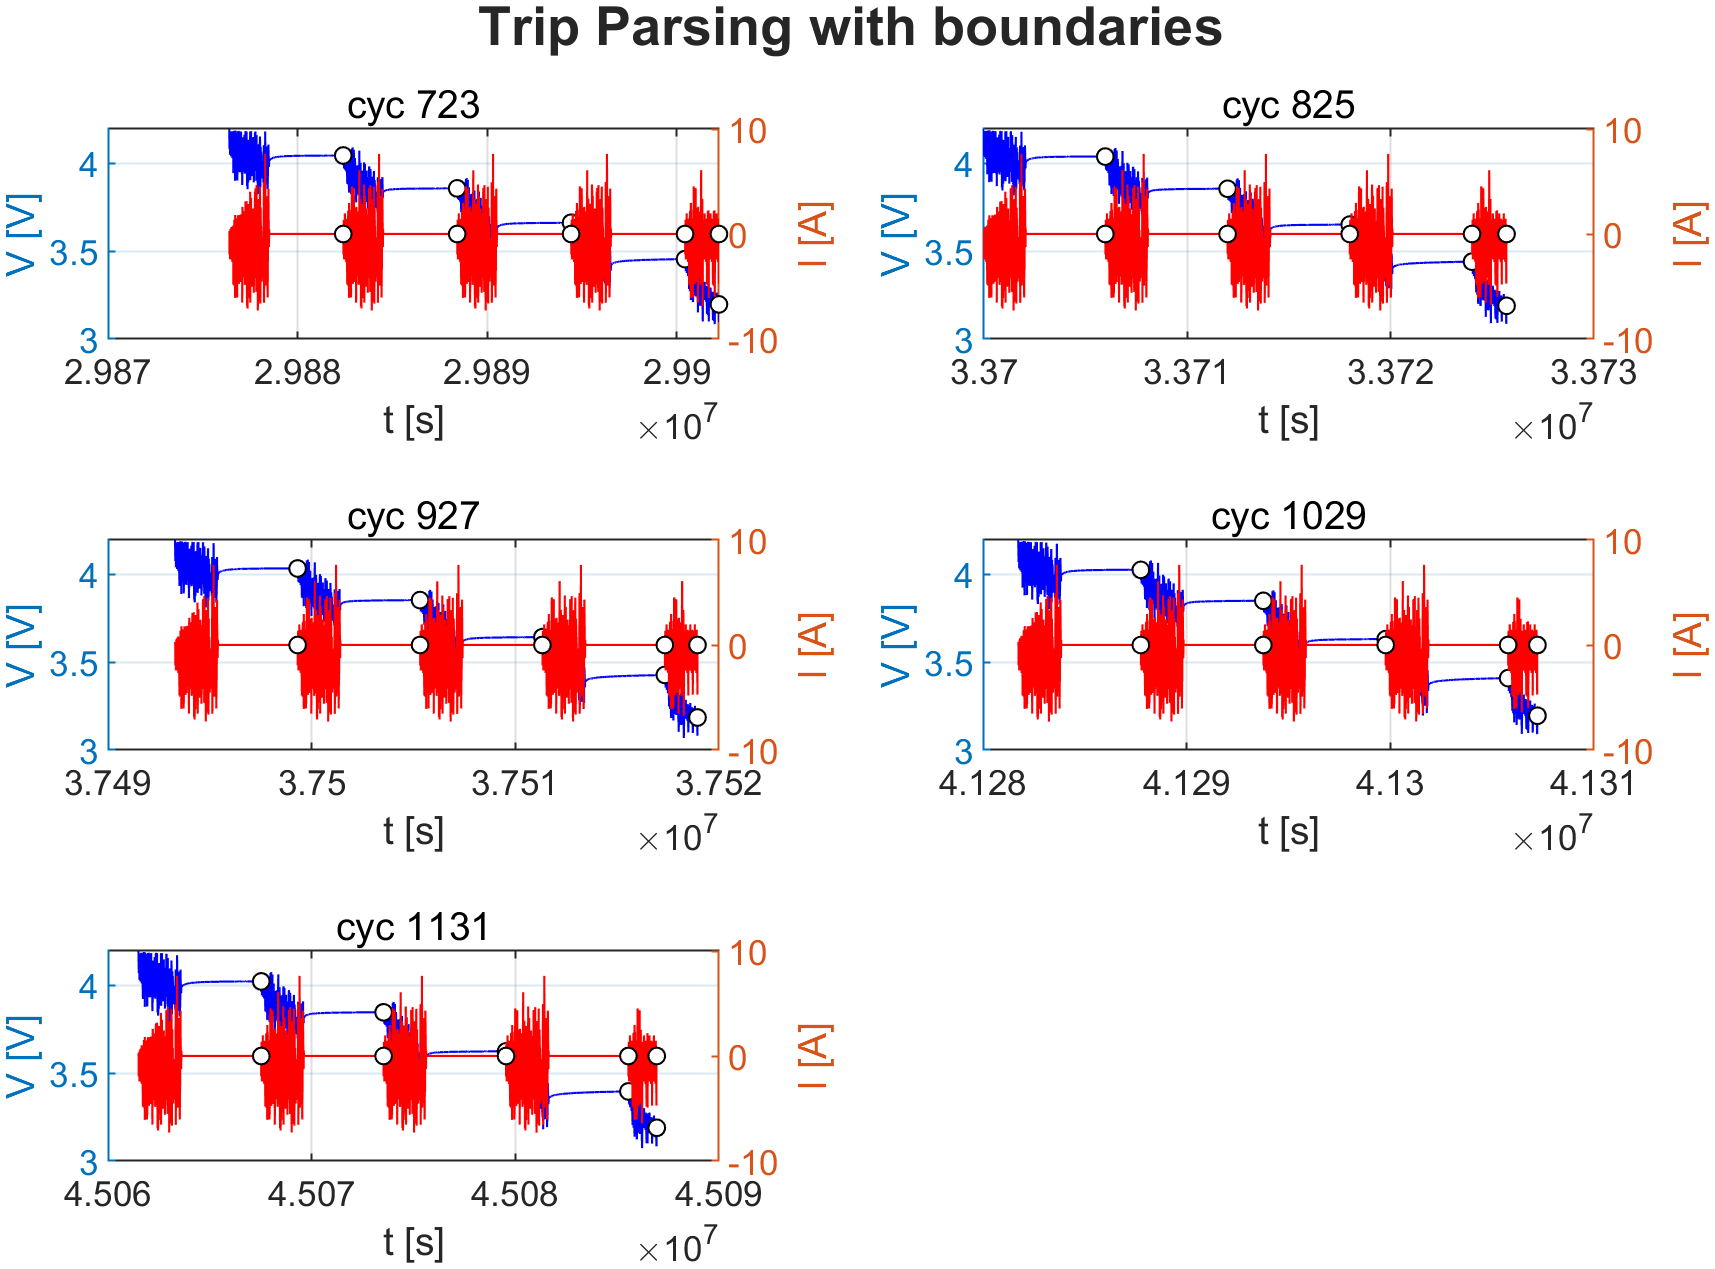 Trip Parsing with boundaries
cyc 723
V [V]
4
3.5
3
10
0
-10
I [A]
2.987 2.988 2.989 2.99
t [s]
×10^7
cyc 825
V [V]
4
3.5
3
10
0
-10
I [A]
3.37 3.371 3.372 3.373
t [s]
×10^7
cyc 927
V [V]
4
3.5
3
10
0
-10
I [A]
3.749 3.75 3.751 3.752
t [s]
×10^7
cyc 1029
V [V]
4
3.5
3
10
0
-10
I [A]
4.128 4.129 4.13 4.131
t [s]
×10^7
cyc 1131
V [V]
4
3.5
3
10
0
-10
I [A]
4.506 4.507 4.508 4.509
t [s]
×10^7